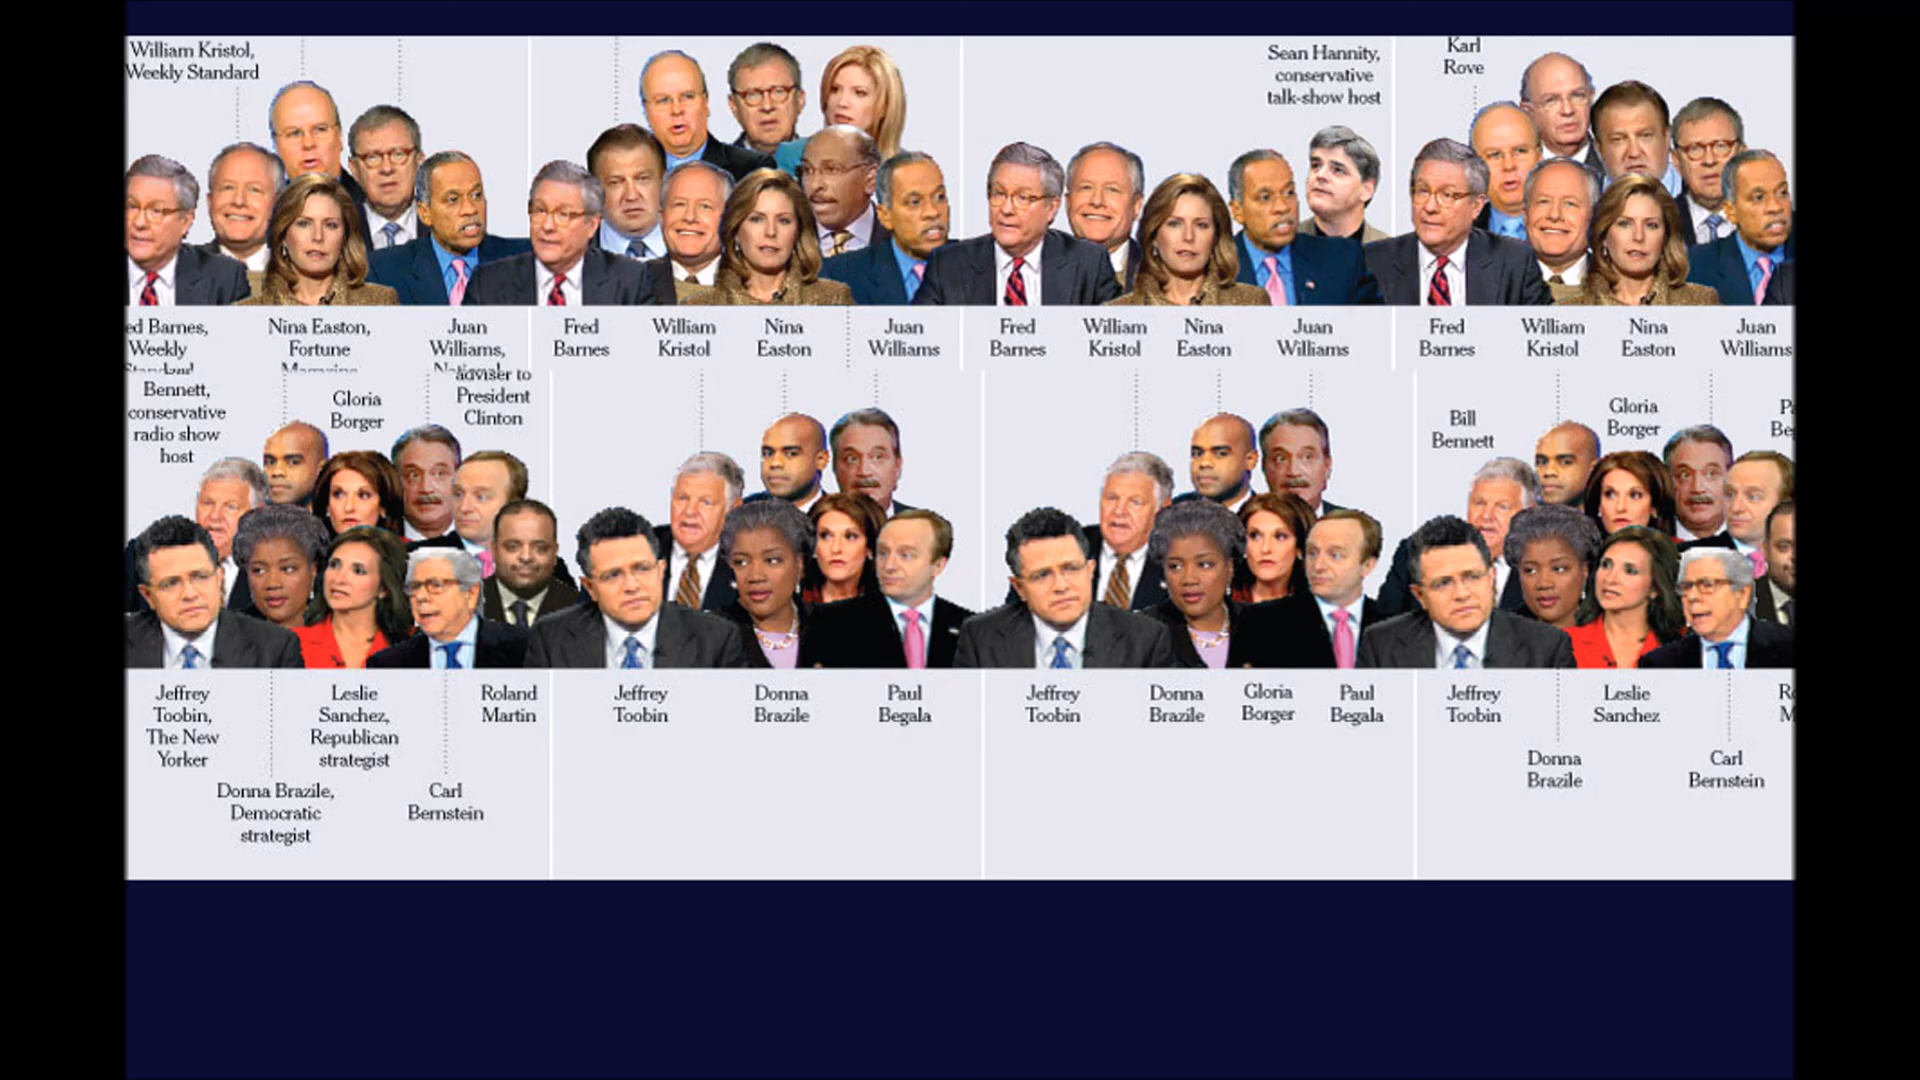 William Kristol,
Weekly Standard
Sean Hannity,
conservative
talk-show host
Karl
Rove
ed Barnes,
Weekly
Standard
Nina Easton,
Fortune
Magazine
Juan
Williams,
National
Fred
Barnes
William
Kristol
Nina
Easton
Juan
Williams
Fred
Barnes
William
Kristol
Nina
Easton
Juan
Williams
Fred
Barnes
William
Kristol
Nina
Easton
Juan
Williams
Bennett,
conservative
radio show
host
Gloria
Borger
adviser to
President
Clinton
Bill
Bennett
Gloria
Borger
Jeffrey
Toobin,
The New
Yorker
Donna Brazile,
Democratic
strategist
Leslie
Sanchez,
Republican
strategist
Carl
Bernstein
Roland
Martin
Jeffrey
Toobin
Donna
Brazile
Paul
Begala
Jeffrey
Toobin
Donna
Brazile
Gloria
Borger
Paul
Begala
Jeffrey
Toobin
Donna
Brazile
Leslie
Sanchez
Carl
Bernstein